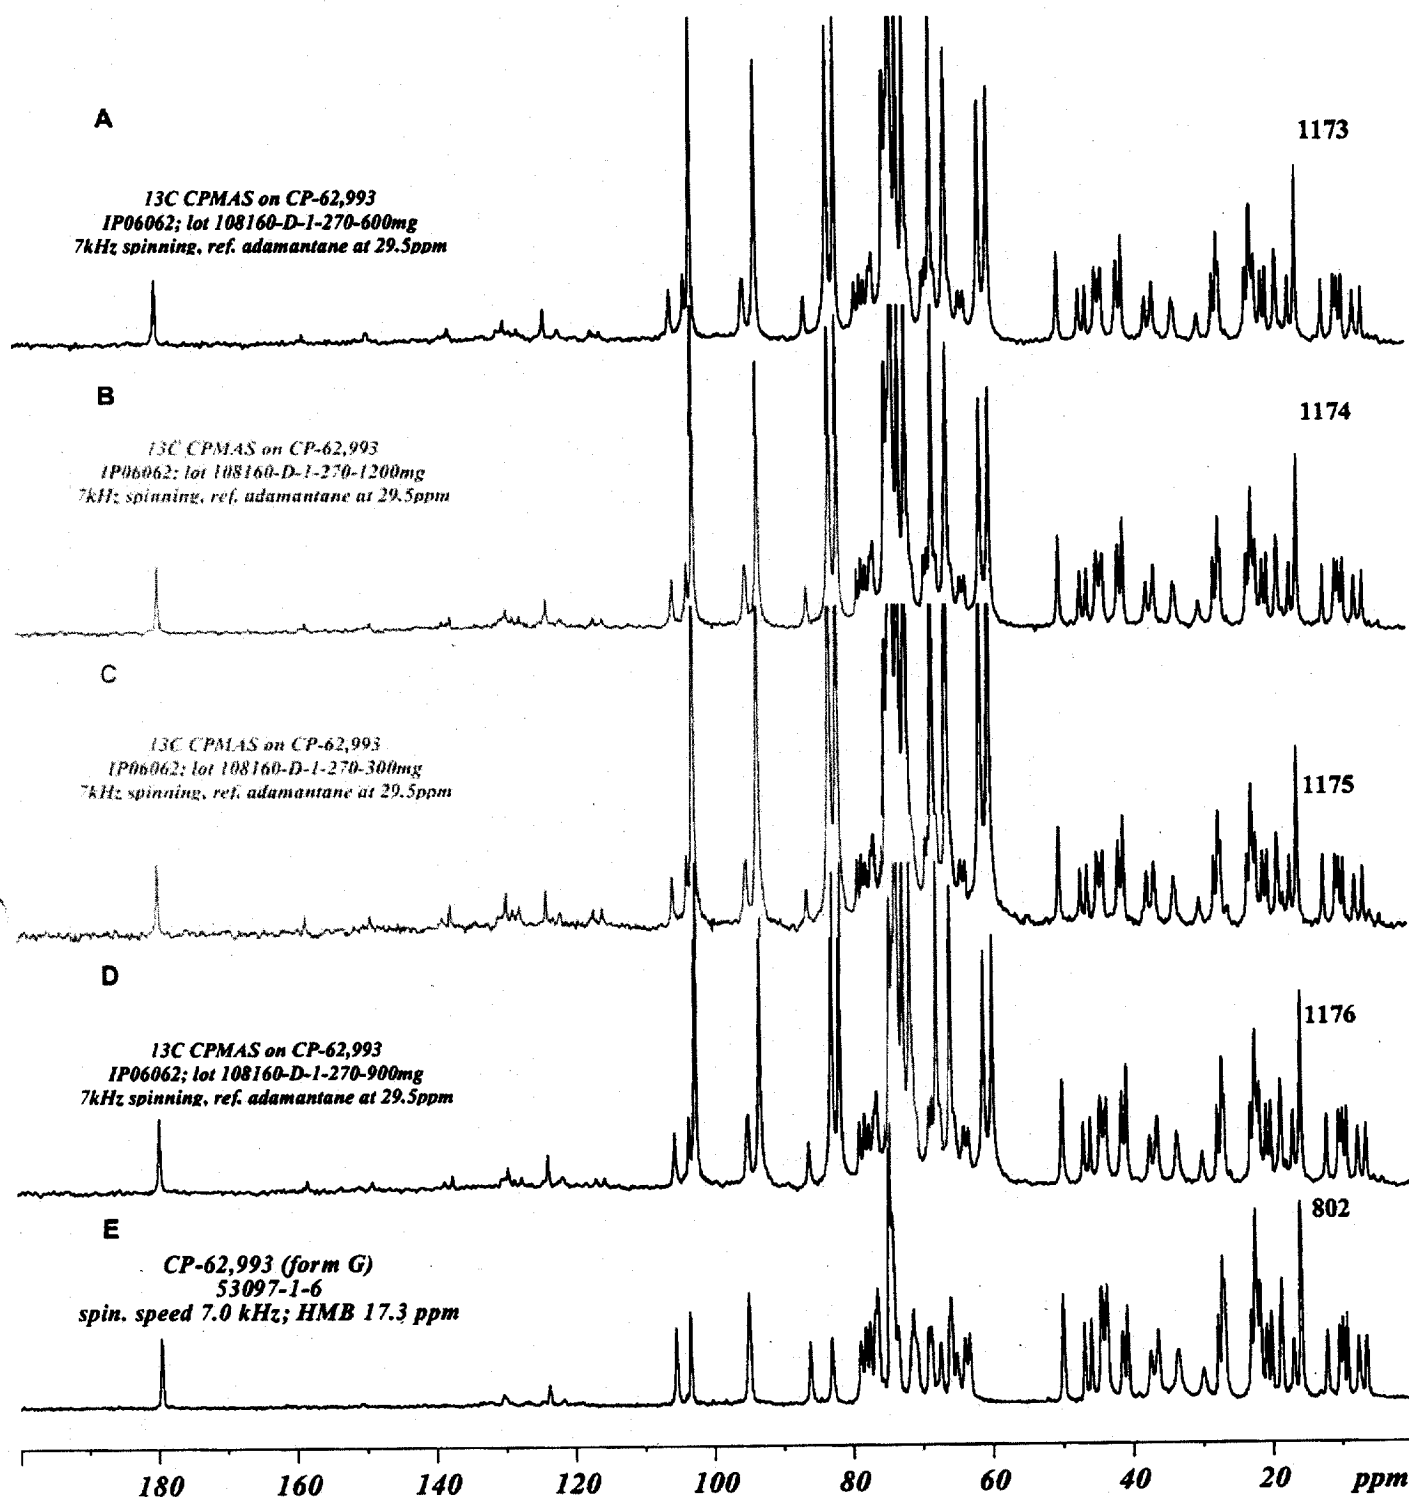 A
1173
13C CPMAS on CP-62,993
IP06062; lot 108160-D-1-270-600mg
7kHz spinning, ref. adamantane at 29.5ppm
B
1174
13C CPMAS on CP-62,993
IP06062; lot 108160-D-1-270-1200mg
7kHz spinning, ref. adamantane at 29.5ppm
C
13C CPMAS on CP-62,993
IP06062; lot 108160-D-1-270-300mg
7kHz spinning, ref. adamantane at 29.5ppm
1175
D
1176
13C CPMAS on CP-62,993
IP06062; lot 108160-D-1-270-900mg
7kHz spinning, ref. adamantane at 29.5ppm
E
802
CP-62,993 (form G)
53097-1-6
spin. speed 7.0 kHz; HMB 17.3 ppm
180 160 140 120 100 80 60 40 20 ppm